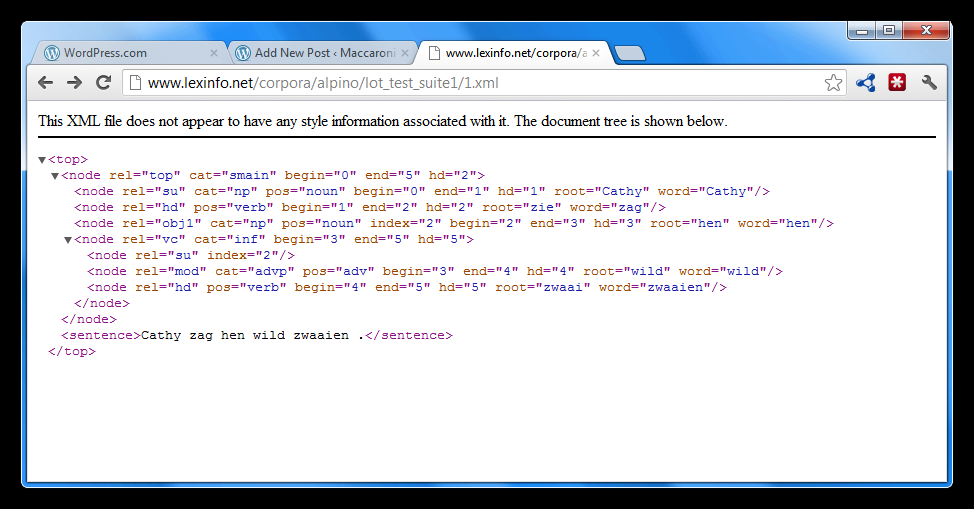 WordPress.com
Add New Post ‹ Maccaroni
www.lexinfo.net/corpora/a
www.lexinfo.net/corpora/alpino/lot_test_suite1/1.xml
This XML file does not appear to have any style information associated with it. The document tree is shown below.
▼<top>
▼<node rel="top" cat="smain" begin="0" end="5" hd="2">
<node rel="su" cat="np" pos="noun" begin="0" end="1" hd="1" root="Cathy" word="Cathy"/>
<node rel="hd" pos="verb" begin="1" end="2" hd="2" root="zie" word="zag"/>
<node rel="obj1" cat="np" pos="noun" index="2" begin="2" end="3" hd="3" root="hen" word="hen"/>
▼<node rel="vc" cat="inf" begin="3" end="5" hd="5">
<node rel="su" index="2"/>
<node rel="mod" cat="advp" pos="adv" begin="3" end="4" hd="4" root="wild" word="wild"/>
<node rel="hd" pos="verb" begin="4" end="5" hd="5" root="zwaai" word="zwaaien"/>
</node>
</node>
<sentence>Cathy zag hen wild zwaaien .</sentence>
</top>